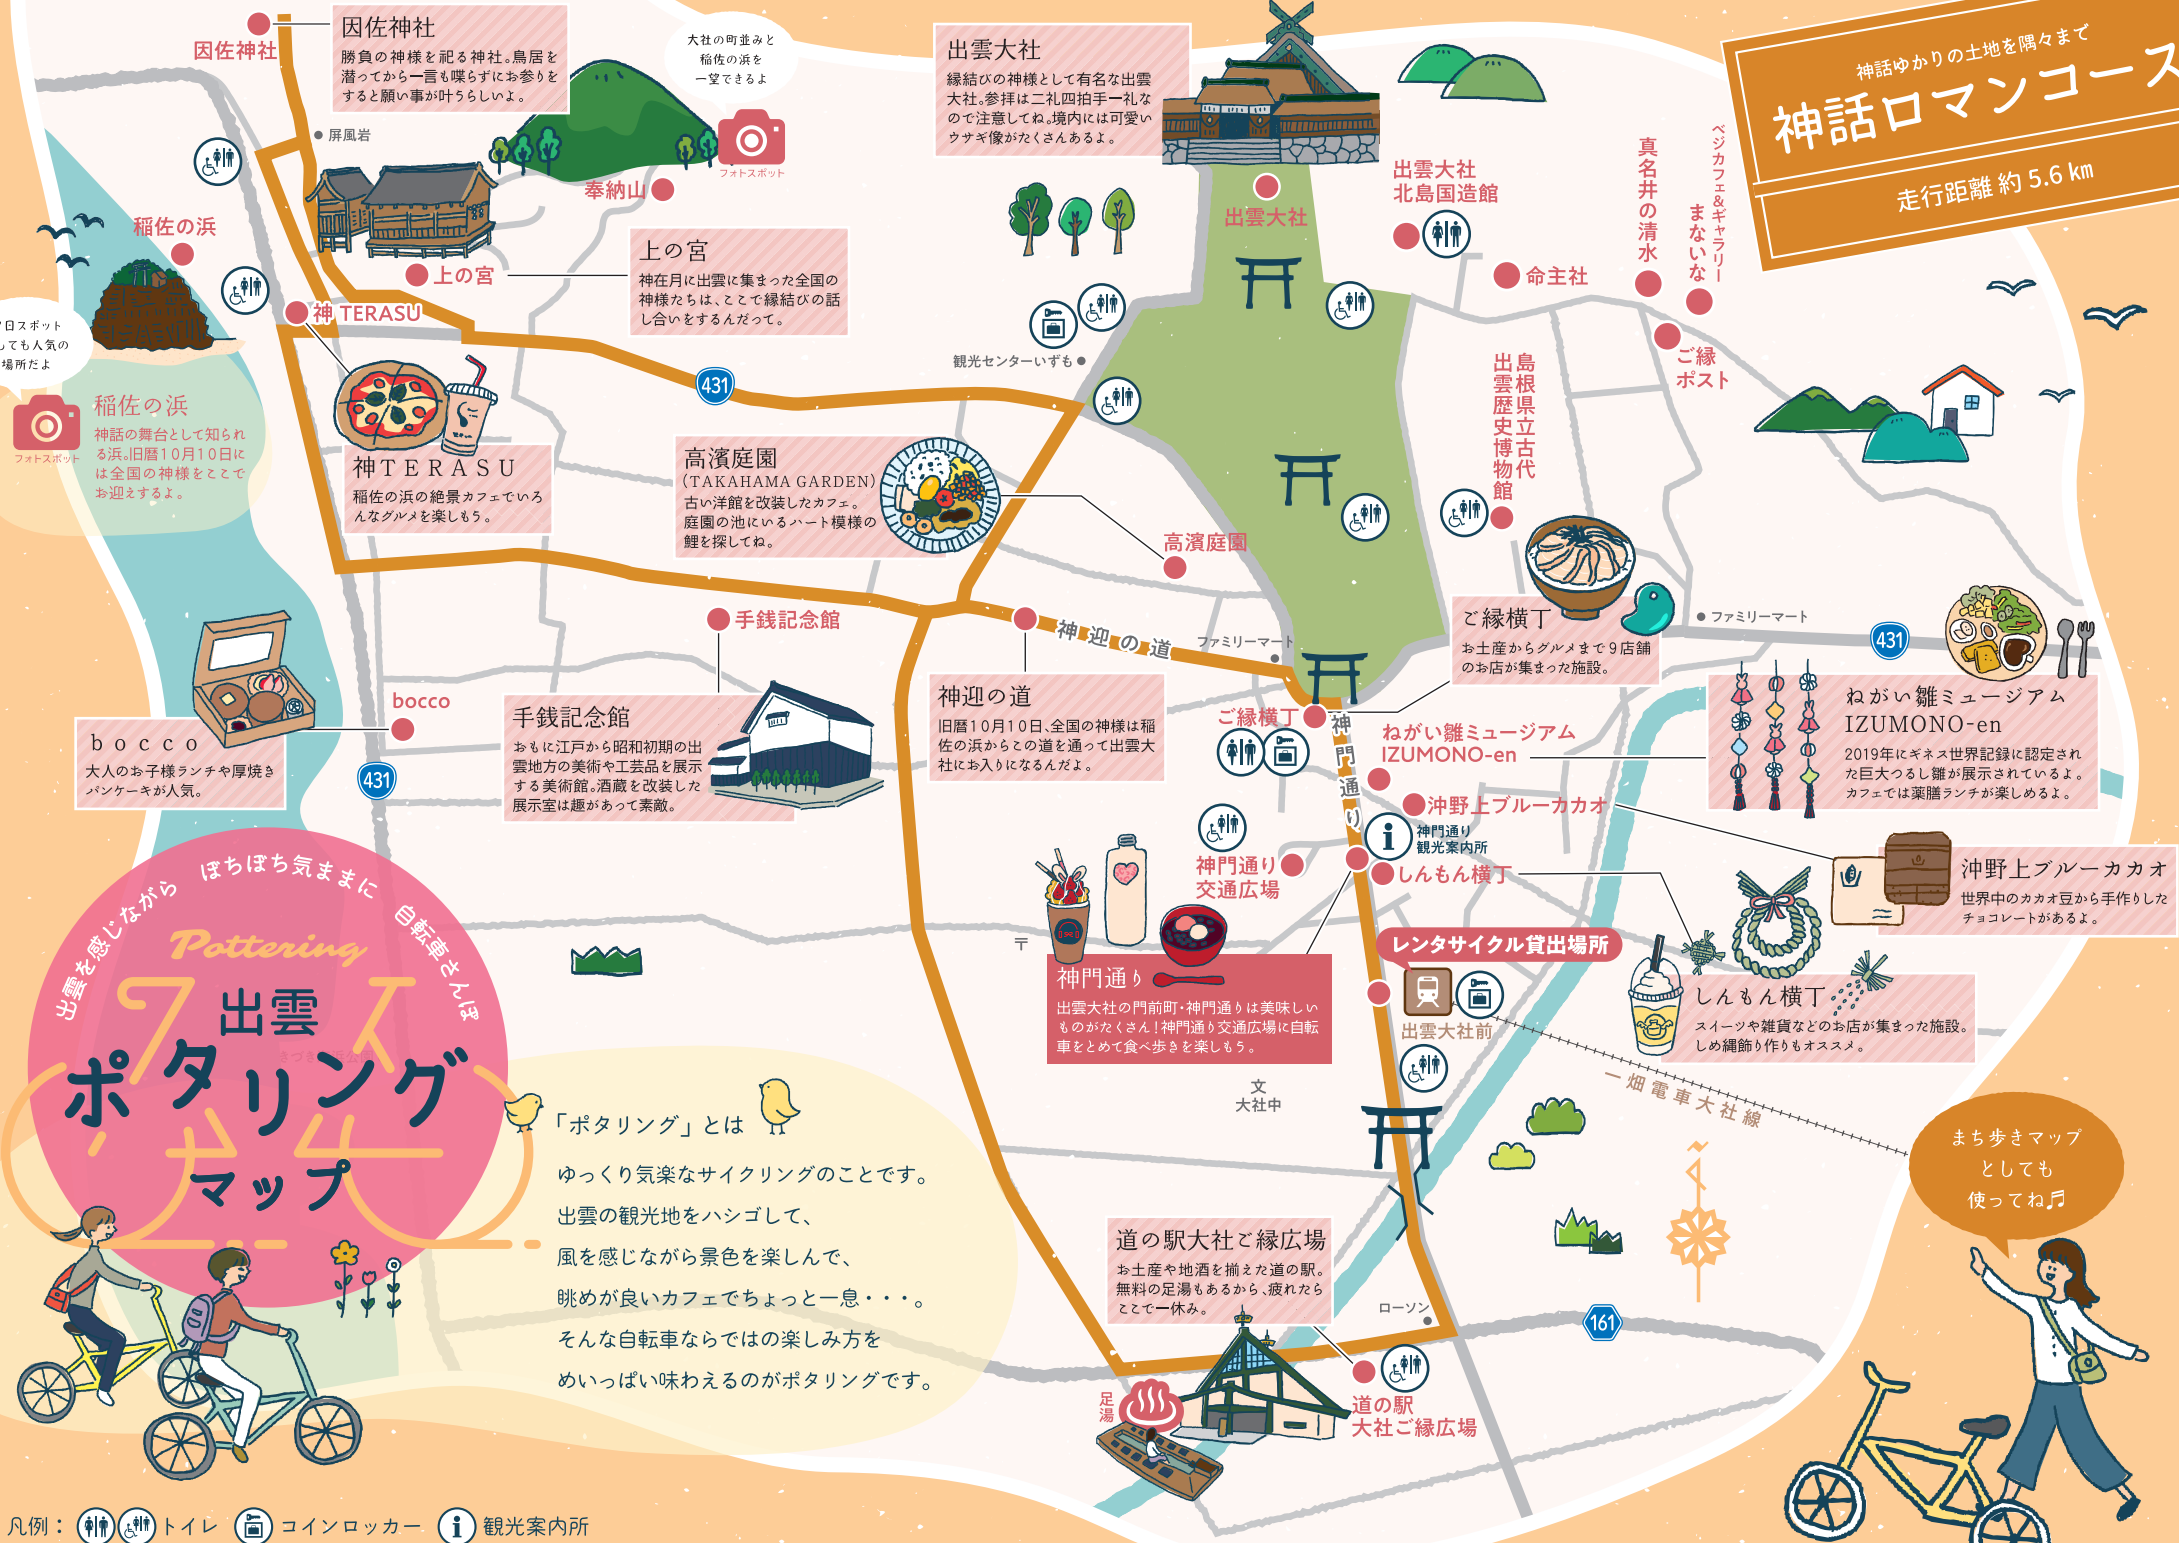 神話ゆかりの土地を隅々まで
神話ロマンコース
走行距離 約 5.6 km
因佐神社
因佐神社
勝負の神様を祀る神社。鳥居を
潜ってから一言も喋らずにお参りを
すると願い事が叶うらしいよ。
屏風岩
大社の町並みと
稲佐の浜を
一望できるよ
フォトスポット
奉納山
出雲大社
縁結びの神様として有名な出雲
大社。参拝は二礼四拍手一礼な
ので注意してね。境内には可愛い
ウサギ像がたくさんあるよ。
出雲大社
出雲大社
北島国造館
命主社
真名井の清水
ベジカフェ&ギャラリー
まないな
ご縁
ポスト
稲佐の浜
上の宮
上の宮
神在月に出雲に集まった全国の
神様たちは、ここで縁結びの話
し合いをするんだって。
神 TERASU
日スポット
しても人気の
場所だよ
フォトスポット
稲佐の浜
神話の舞台として知られ
る浜。旧暦10月10日に
は全国の神様をここで
お迎えするよ。
神TERASU
稲佐の浜の絶景カフェでいろ
んなグルメを楽しもう。
431
観光センターいずも
島根県立古代
出雲歴史博物館
高濱庭園
(TAKAHAMA GARDEN)
古い洋館を改装したカフェ。
庭園の池にいるハート模様の
鯉を探してね。
高濱庭園
手銭記念館
神迎の道
ファミリーマート
ご縁横丁
お土産からグルメまで9店舗
のお店が集まった施設。
ファミリーマート
431
bocco
bocco
大人のお子様ランチや厚焼き
パンケーキが人気。
431
手銭記念館
おもに江戸から昭和初期の出
雲地方の美術や工芸品を展示
する美術館。酒蔵を改装した
展示室は趣があって素敵。
神迎の道
旧暦10月10日、全国の神様は稲
佐の浜からこの道を通って出雲大
社にお入りになるんだよ。
ご縁横丁
神門通り
ねがい雛ミュージアム
IZUMONO-en
ねがい雛ミュージアム
IZUMONO-en
2019年にギネス世界記録に認定され
た巨大つるし雛が展示されているよ。
カフェでは薬膳ランチが楽しめるよ。
沖野上ブルーカカオ
神門通り
観光案内所
しんもん横丁
神門通り
交通広場
沖野上ブルーカカオ
世界中のカカオ豆から手作りした
チョコレートがあるよ。
レンタサイクル貸出場所
出雲大社前
〒
神門通り
出雲大社の門前町・神門通りは美味しい
ものがたくさん!神門通り交通広場に自転
車をとめて食べ歩きを楽しもう。
しんもん横丁
スイーツや雑貨などのお店が集まった施設。
しめ縄飾り作りもオススメ。
一畑電車大社線
文
大社中
出雲を感じながら ぼちぼち気ままに 自転車さんぽ
Pottering
出雲
ポタリング
マップ
「ポタリング」とは
ゆっくり気楽なサイクリングのことです。
出雲の観光地をハシゴして、
風を感じながら景色を楽しんで、
眺めが良いカフェでちょっと一息・・・。
そんな自転車ならではの楽しみ方を
めいっぱい味わえるのがポタリングです。
まち歩きマップ
としても
使ってね♬
道の駅大社ご縁広場
お土産や地酒を揃えた道の駅。
無料の足湯もあるから、疲れたら
ここで一休み。
ローソン
161
足湯
道の駅
大社ご縁広場
凡例： トイレ コインロッカー i 観光案内所